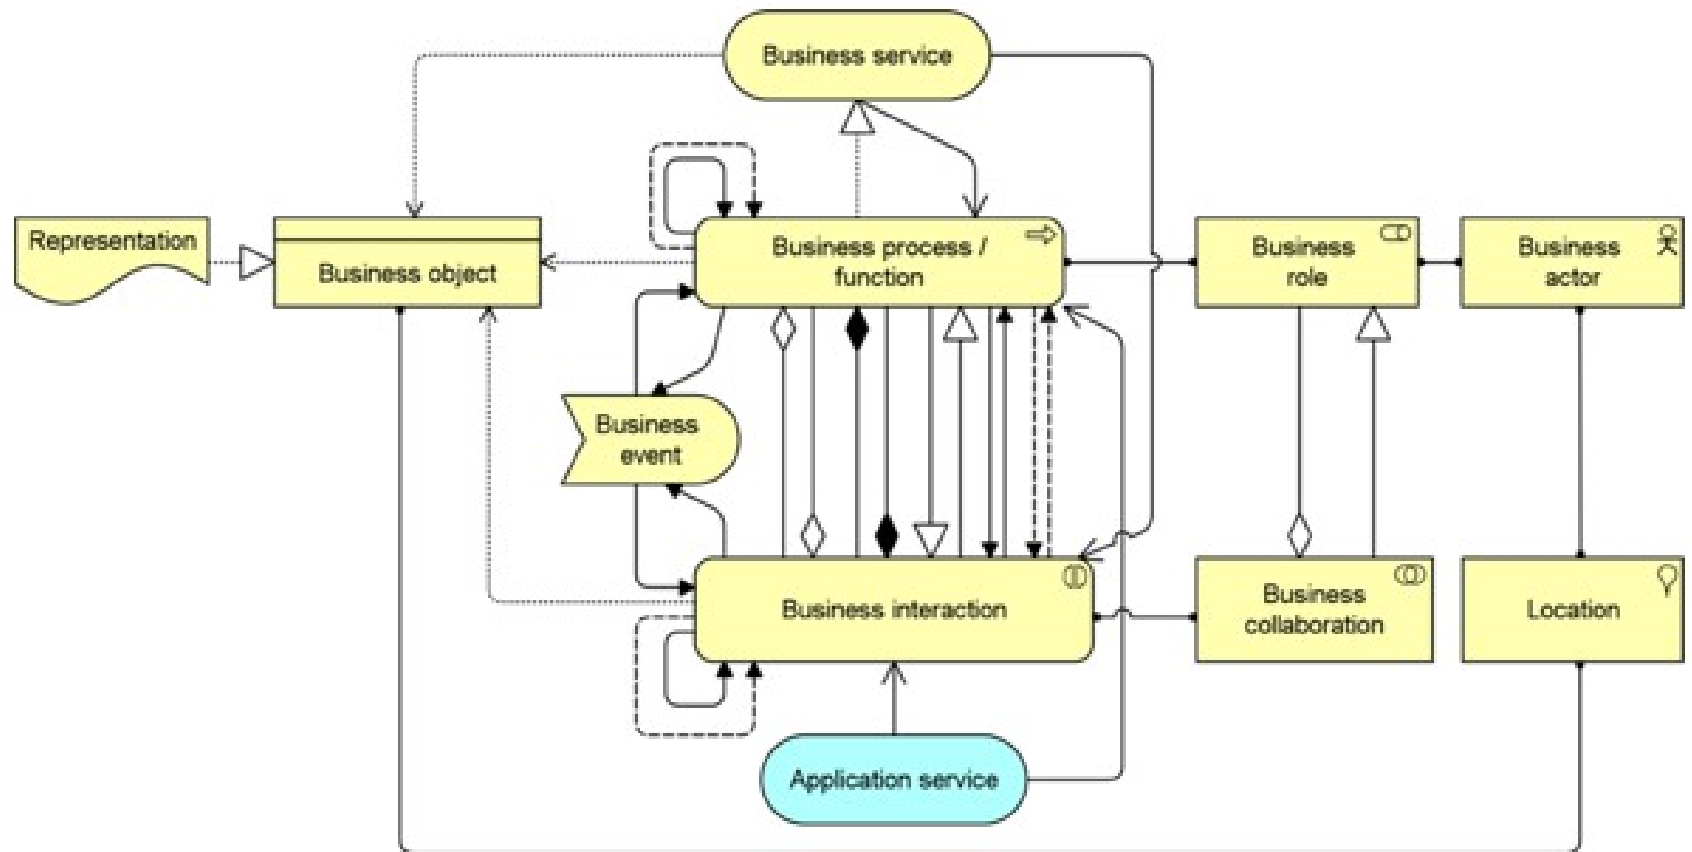 Business service
Representation
Business object
Business process /
function
Business
role
Business
actor
Business
event
Business interaction
Business
collaboration
Location
Application service